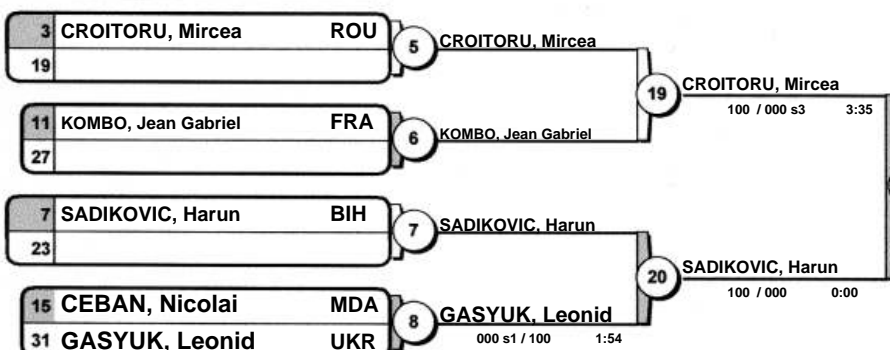 3 CROITORU, Mircea ROU
19
5
CROITORU, Mircea
11 KOMBO, Jean Gabriel FRA
27
6
KOMBO, Jean Gabriel
19
CROITORU, Mircea
100 / 000 s3 3:35
7 SADIKOVIC, Harun BIH
23
7
SADIKOVIC, Harun
15 CEBAN, Nicolai MDA
31 GASYUK, Leonid UKR
8
GASYUK, Leonid
000 s1 / 100 1:54
20
SADIKOVIC, Harun
100 / 000 0:00